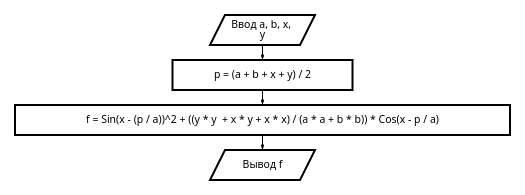 Ввод a, b, x,
y
p = (a + b + x + y) / 2
f = Sin(x - (p / a))^2 + ((y * y + x * y + x * x) / (a * a + b * b)) * Cos(x - p / a)
Вывод f